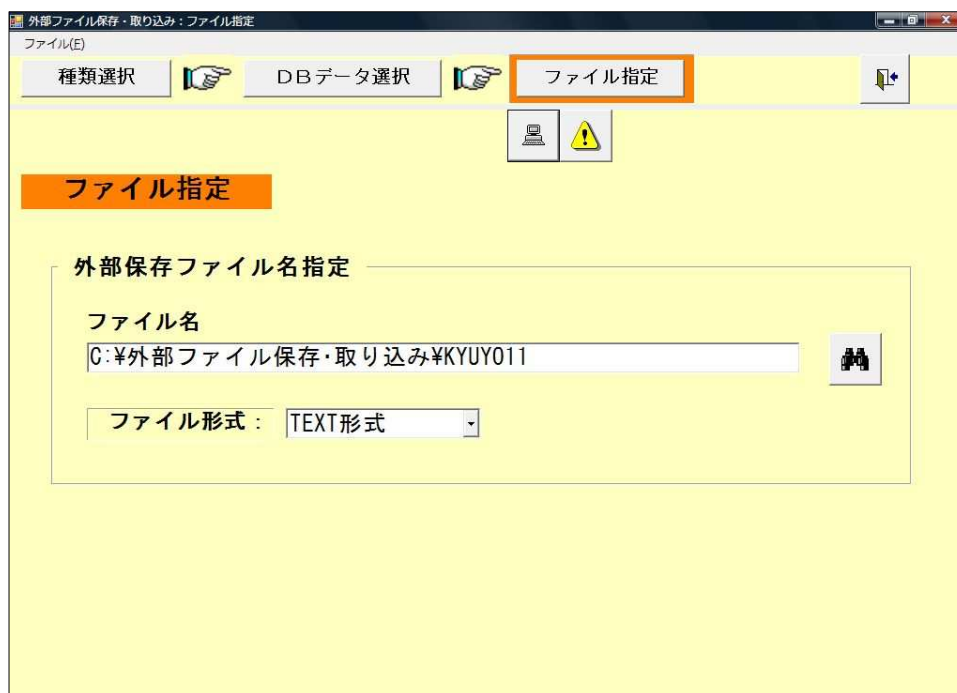 外部ファイル保存・取り込み：ファイル指定
ファイル(E)
種類選択
ＤＢデータ選択
ファイル指定
ファイル指定
外部保存ファイル名指定
ファイル名
C:¥外部ファイル保存･取り込み¥KYUYO11
ファイル形式：
TEXT形式